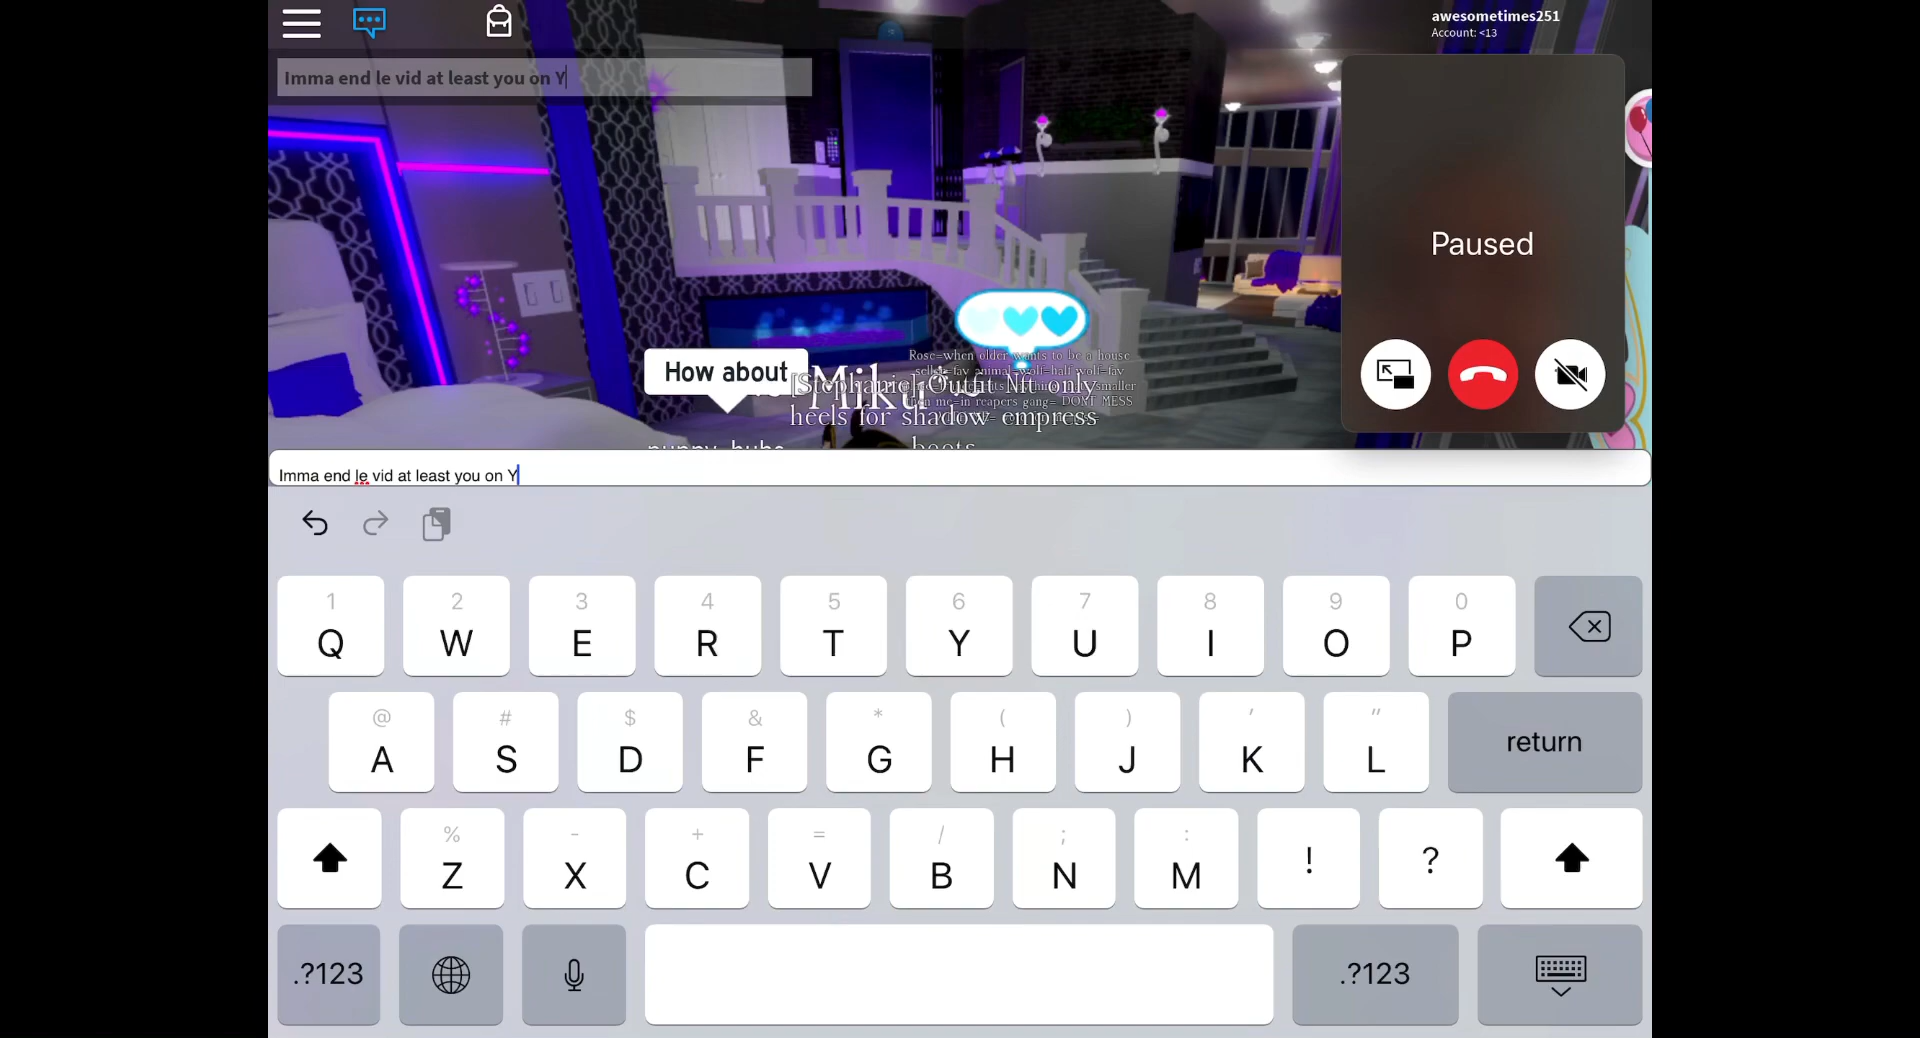 awesometimes251
Account: <13
Imma end le vid at least you on Y
Paused
How about
Rose=when older wants to be a house
[Stephanie] Outfit Nft only
heels for shadow empress
boots
Imma end le vid at least you on Y
1 2 3 4 5 6 7 8 9 0
Q W E R T Y U I O P
@ # $ & * ( ) ' "
A S D F G H J K L return
% - + = / ; :
Z X C V B N M ! ?
.?123 .?123